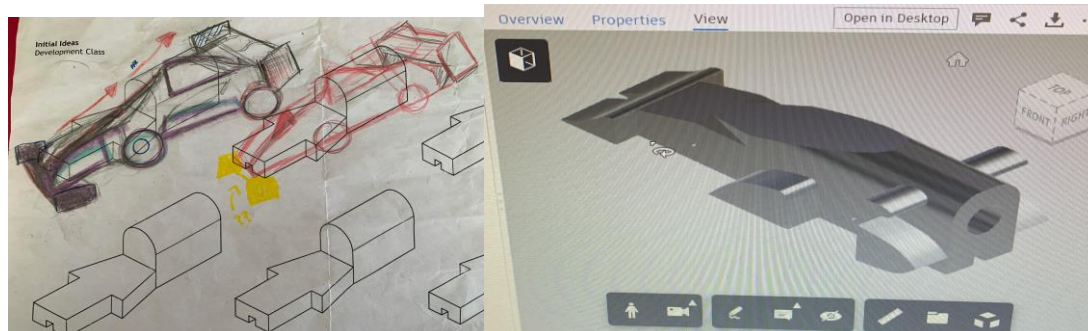 Initial Ideas
Development Class
??
Overview Properties View Open in Desktop
TOP
FRONT RIGHT